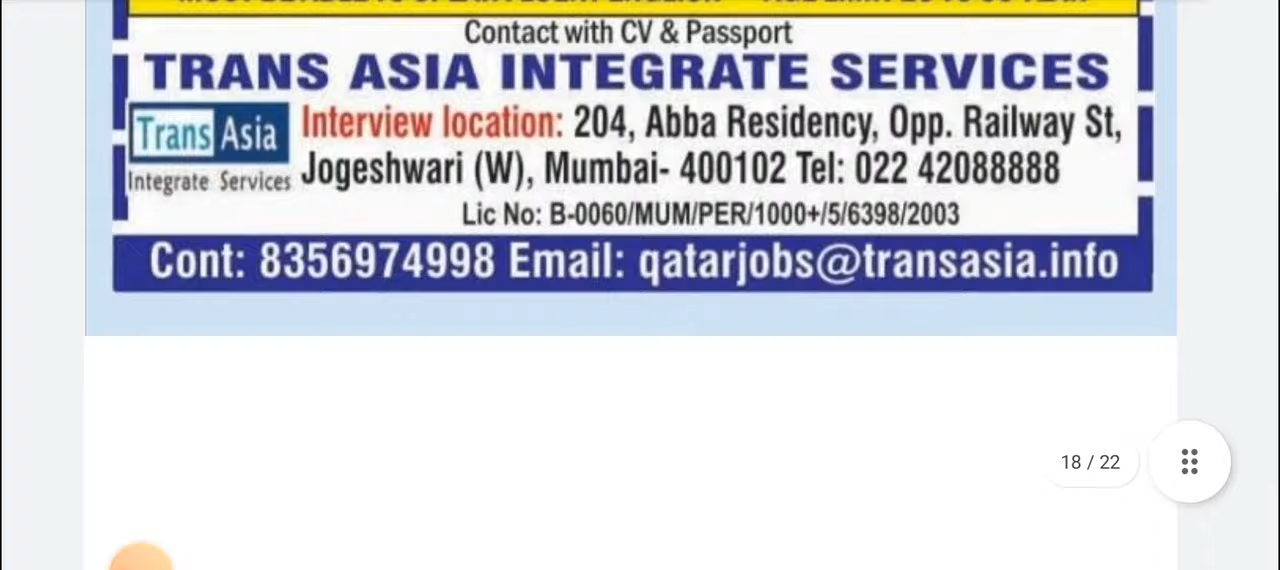 Contact with CV & Passport
TRANS ASIA INTEGRATE SERVICES
Trans Asia
Integrate Services
Interview location: 204, Abba Residency, Opp. Railway St,
Jogeshwari (W), Mumbai- 400102 Tel: 022 42088888
Lic No: B-0060/MUM/PER/1000+/5/6398/2003
Cont: 8356974998 Email: qatarjobs@transasia.info
18 / 22